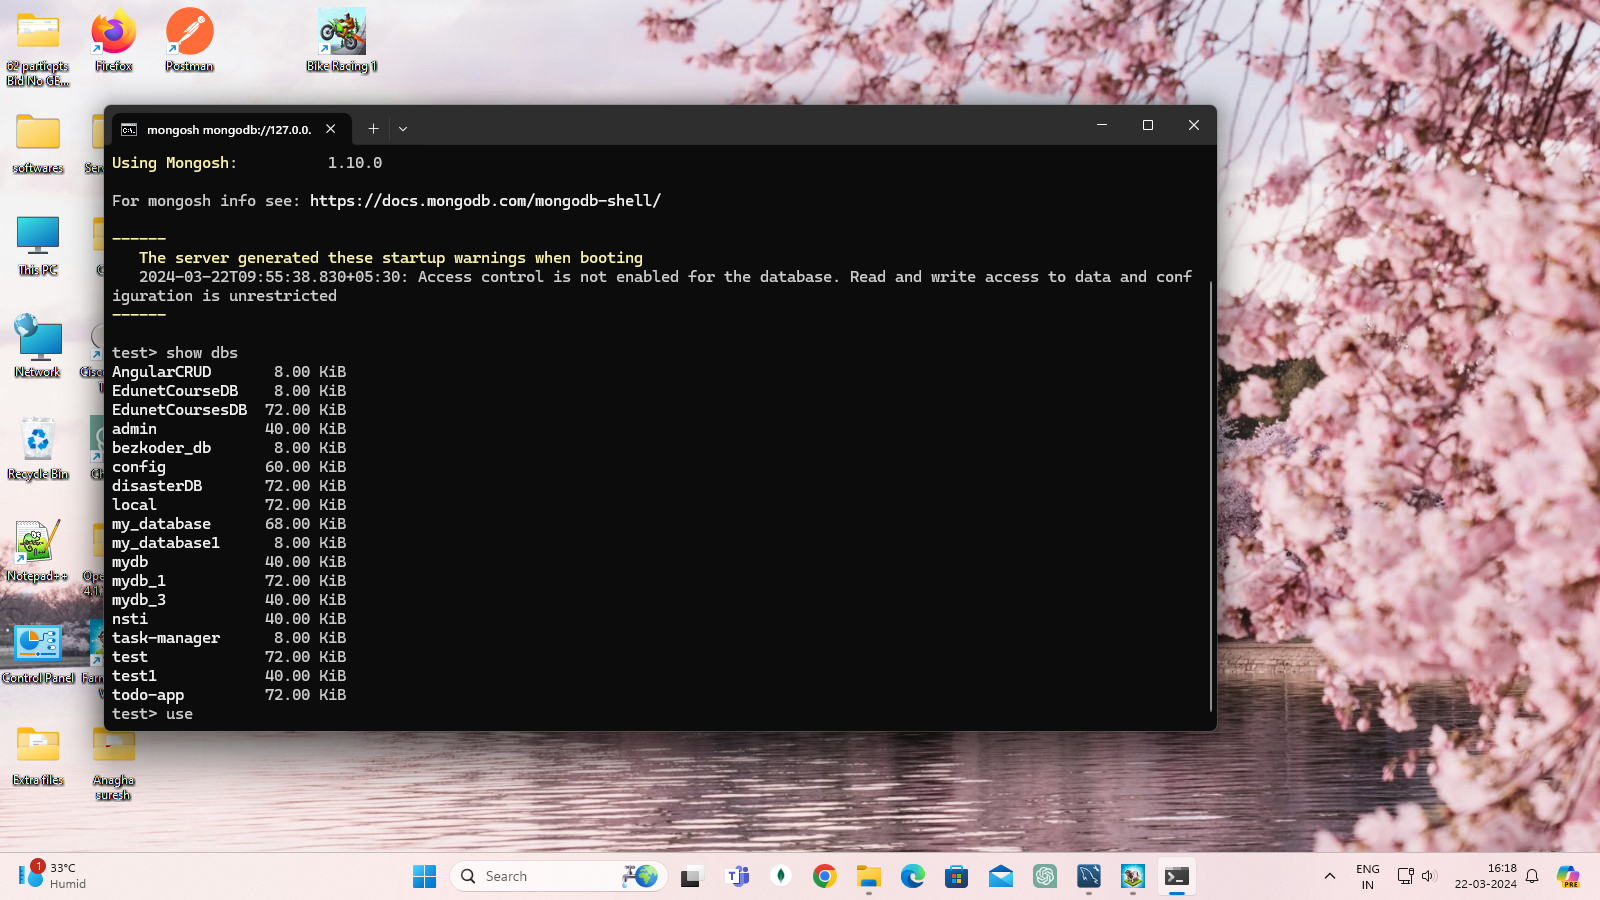 62 particpts
Bid No GE...
Firefox
Postman
Bike Racing 1
softwares
This PC
Network
Recycle Bin
Notepad++
Control Panel
Extra files
Anagha
suresh
mongosh mongodb://127.0.0.
Using Mongosh: 1.10.0
For mongosh info see: https://docs.mongodb.com/mongodb-shell/
------
The server generated these startup warnings when booting
2024-03-22T09:55:38.830+05:30: Access control is not enabled for the database. Read and write access to data and conf
iguration is unrestricted
------
test> show dbs
AngularCRUD 8.00 KiB
EdunetCourseDB 8.00 KiB
EdunetCoursesDB 72.00 KiB
admin 40.00 KiB
bezkoder_db 8.00 KiB
config 60.00 KiB
disasterDB 72.00 KiB
local 72.00 KiB
my_database 68.00 KiB
my_database1 8.00 KiB
mydb 40.00 KiB
mydb_1 72.00 KiB
mydb_3 40.00 KiB
nsti 40.00 KiB
task-manager 8.00 KiB
test 72.00 KiB
test1 40.00 KiB
todo-app 72.00 KiB
test> use
1
33°C
Humid
Search
ENG
IN
16:18
22-03-2024
PRE